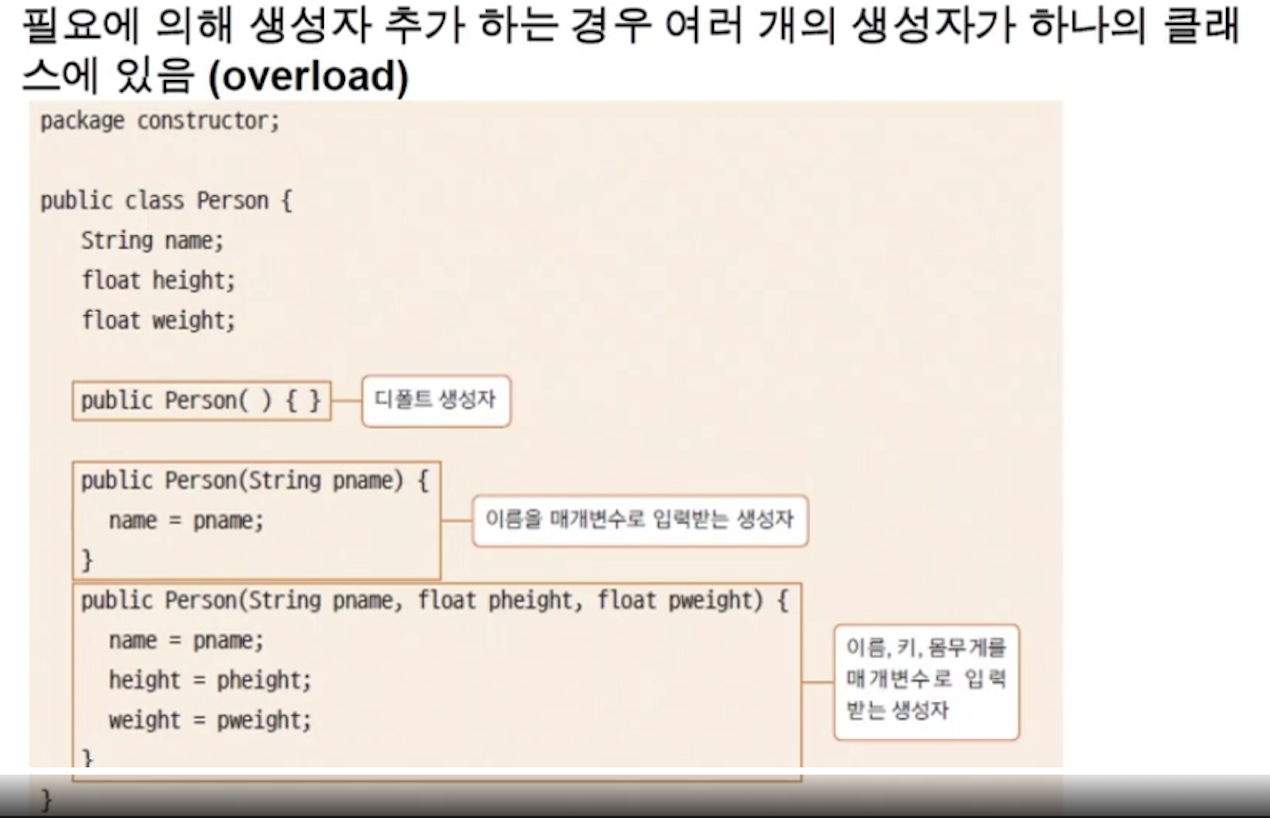 필요에 의해 생성자 추가 하는 경우 여러 개의 생성자가 하나의 클래
스에 있음 (overload)
package constructor;
public class Person {
String name;
float height;
float weight;
public Person( ) { }
디폴트 생성자
public Person(String pname) {
name = pname;
}
이름을 매개변수로 입력받는 생성자
public Person(String pname, float pheight, float pweight) {
name = pname;
height = pheight;
weight = pweight;
}
이름, 키, 몸무게를
매개변수로 입력
받는 생성자
}